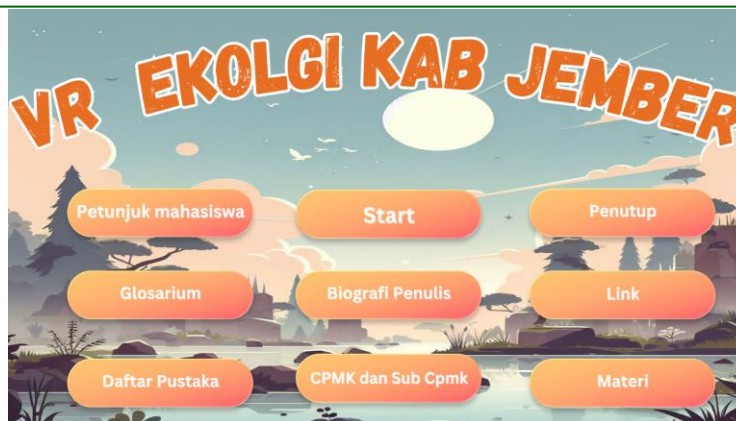 VR EKOLGI KAB JEMBER
Petunjuk mahasiswa
Start
Penutup
Glosarium
Biografi Penulis
Link
Daftar Pustaka
CPMK dan Sub Cpmk
Materi